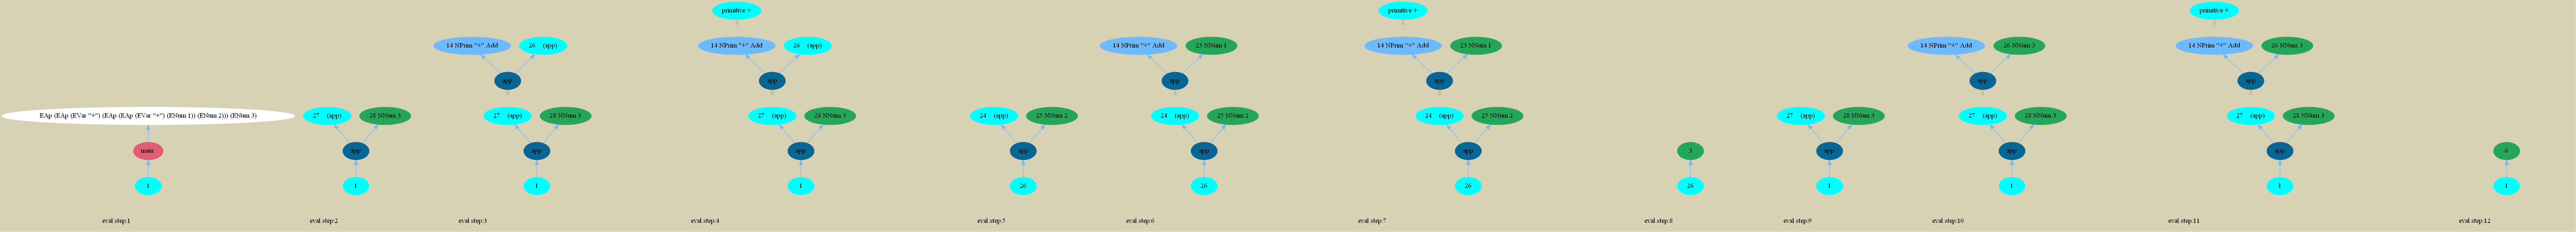 EAp (EAp (EVar "+") (EAp (EAp (EVar "+") (ENum 1)) (ENum 2))) (ENum 3)
main
1
eval step:1
27 (app)
28 NNum 3
app
1
eval step:2
14 NPrim "+" Add
26 (app)
app
27 (app)
28 NNum 3
app
1
eval step:3
primitive +
14 NPrim "+" Add
26 (app)
app
27 (app)
28 NNum 3
app
1
eval step:4
24 (app)
25 NNum 2
app
26
eval step:5
14 NPrim "+" Add
23 NNum 1
app
24 (app)
25 NNum 2
app
26
eval step:6
primitive +
14 NPrim "+" Add
23 NNum 1
app
24 (app)
25 NNum 2
app
26
eval step:7
3
26
eval step:8
27 (app)
28 NNum 3
app
1
eval step:9
14 NPrim "+" Add
26 NNum 3
app
27 (app)
28 NNum 3
app
1
eval step:10
primitive +
14 NPrim "+" Add
26 NNum 3
app
27 (app)
28 NNum 3
app
1
eval step:11
6
1
eval step:12